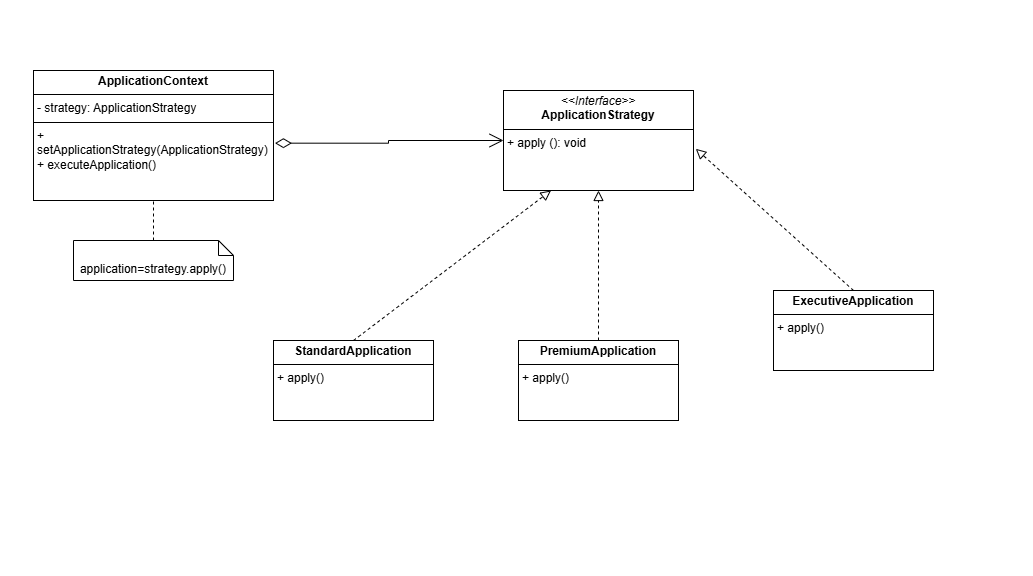 ApplicationContext
- strategy: ApplicationStrategy
+
setApplicationStrategy(ApplicationStrategy)
+ executeApplication()
application=strategy.apply()
<<Interface>>
ApplicationStrategy
+ apply (): void
StandardApplication
+ apply()
PremiumApplication
+ apply()
ExecutiveApplication
+ apply()